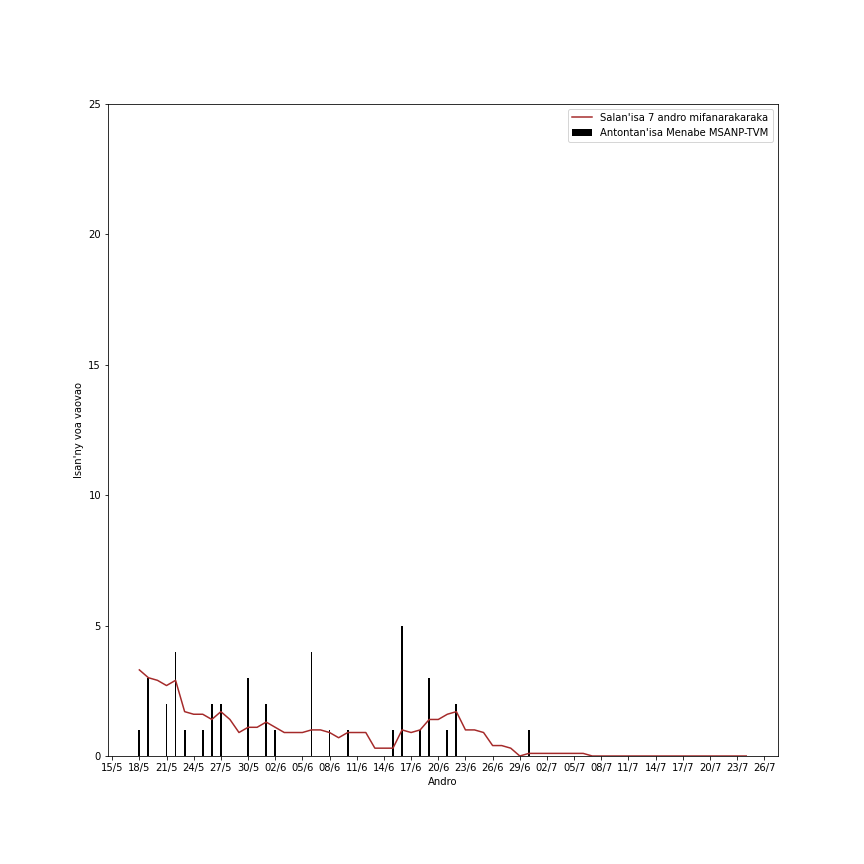 Salan'isa 7 andro mifanarakaraka
Antontan'isa Menabe MSANP-TVM
25
20
15
10
5
0
Isan'ny voa vaovao
15/5 18/5 21/5 24/5 27/5 30/5 02/6 05/6 08/6 11/6 14/6 17/6 20/6 23/6 26/6 29/6 02/7 05/7 08/7 11/7 14/7 17/7 20/7 23/7 26/7
Andro